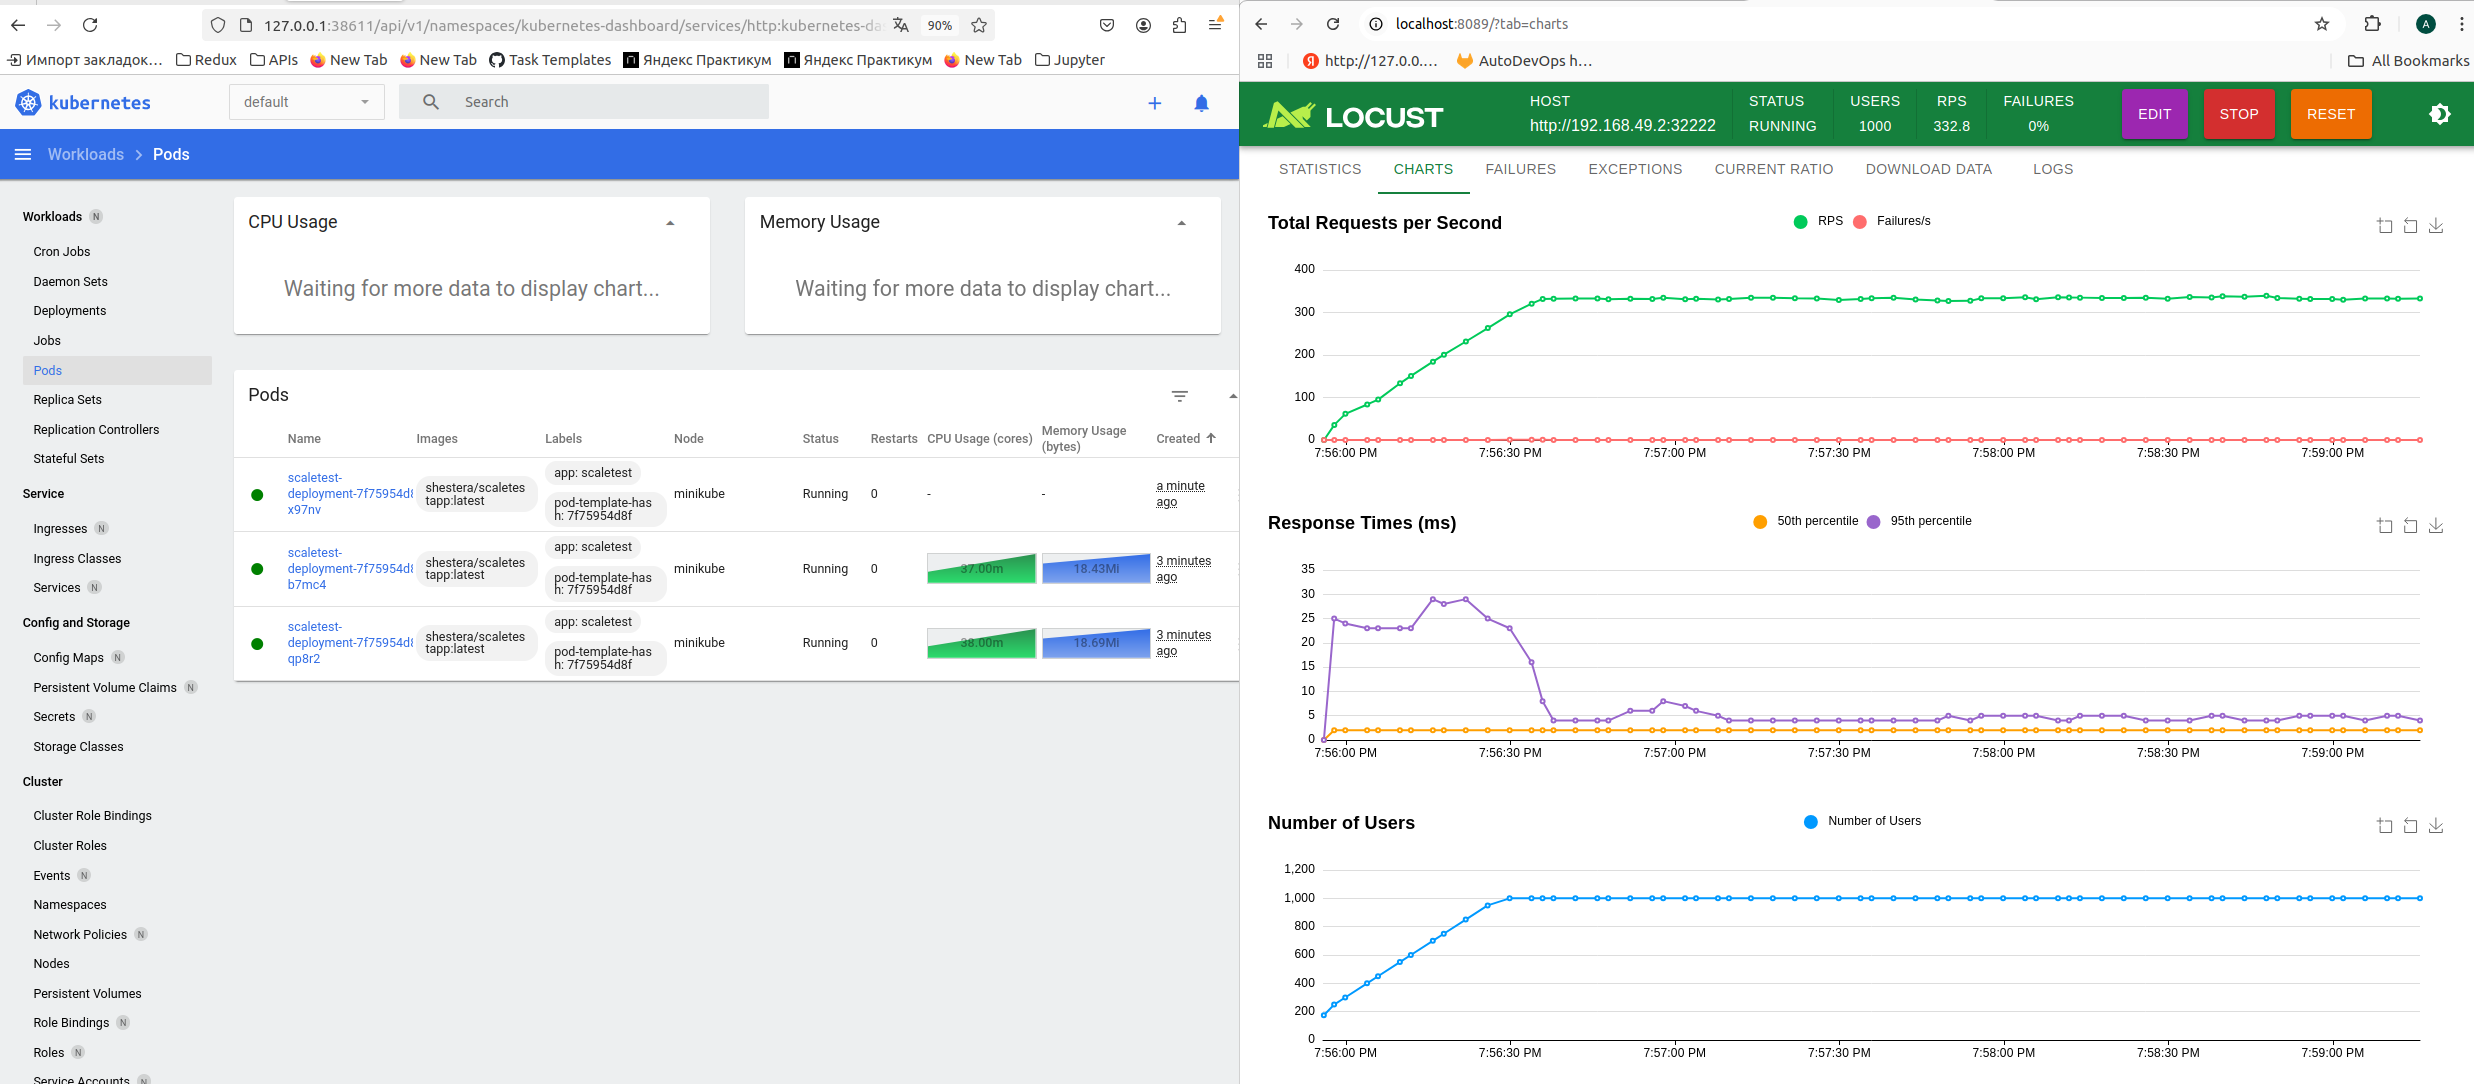 127.0.0.1:38611/api/v1/namespaces/kubernetes-dashboard/services/http:kubernetes-da
90%
Импорт закладок…
Redux
APIs
New Tab
New Tab
Task Templates
Яндекс Практикум
Яндекс Практикум
New Tab
Jupyter
kubernetes
default
Search
Workloads
Pods
Workloads N
Cron Jobs
Daemon Sets
Deployments
Jobs
Pods
Replica Sets
Replication Controllers
Stateful Sets
Service
Ingresses N
Ingress Classes
Services N
Config and Storage
Config Maps N
Persistent Volume Claims N
Secrets N
Storage Classes
Cluster
Cluster Role Bindings
Cluster Roles
Events N
Namespaces
Network Policies N
Nodes
Persistent Volumes
Role Bindings N
Roles N
Service Accounts N
CPU Usage
Waiting for more data to display chart...
Memory Usage
Waiting for more data to display chart...
Pods
Name
Images
Labels
Node
Status
Restarts
CPU Usage (cores)
Memory Usage
(bytes)
Created
scaletest-
deployment-7f75954d8
x97nv
shestera/scaletes
tapp:latest
app: scaletest
pod-template-has
h: 7f75954d8f
minikube
Running
0
-
-
a minute
ago
scaletest-
deployment-7f75954d8
b7mc4
shestera/scaletes
tapp:latest
app: scaletest
pod-template-has
h: 7f75954d8f
minikube
Running
0
37.00m
18.43Mi
3 minutes
ago
scaletest-
deployment-7f75954d8
qp8r2
shestera/scaletes
tapp:latest
app: scaletest
pod-template-has
h: 7f75954d8f
minikube
Running
0
38.00m
18.69Mi
3 minutes
ago
localhost:8089/?tab=charts
A
Я
http://127.0.0....
AutoDevOps h...
All Bookmarks
LOCUST
HOST
http://192.168.49.2:32222
STATUS
RUNNING
USERS
1000
RPS
332.8
FAILURES
0%
EDIT
STOP
RESET
STATISTICS
CHARTS
FAILURES
EXCEPTIONS
CURRENT RATIO
DOWNLOAD DATA
LOGS
Total Requests per Second
RPS
Failures/s
400
300
200
100
0
7:56:00 PM
7:56:30 PM
7:57:00 PM
7:57:30 PM
7:58:00 PM
7:58:30 PM
7:59:00 PM
Response Times (ms)
50th percentile
95th percentile
35
30
25
20
15
10
5
0
7:56:00 PM
7:56:30 PM
7:57:00 PM
7:57:30 PM
7:58:00 PM
7:58:30 PM
7:59:00 PM
Number of Users
Number of Users
1,200
1,000
800
600
400
200
0
7:56:00 PM
7:56:30 PM
7:57:00 PM
7:57:30 PM
7:58:00 PM
7:58:30 PM
7:59:00 PM